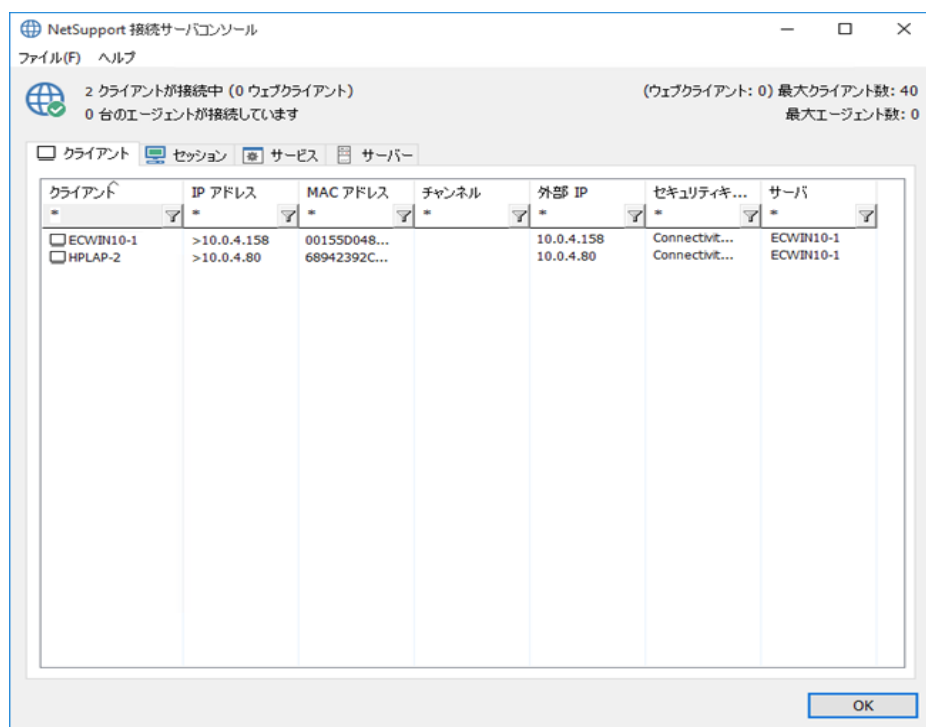 NetSupport 接続サーバコンソール
ファイル(F) ヘルプ
2 クライアントが接続中 (0 ウェブクライアント) (ウェブクライアント: 0) 最大クライアント数: 40
0 台のエージェントが接続しています 最大エージェント数: 0
クライアント セッション サービス サーバー
クライアント IP アドレス MAC アドレス チャンネル 外部 IP セキュリティキ... サーバ
* * * * * * *
ECWIN10-1 >10.0.4.158 00155D048... 10.0.4.158 Connectivit... ECWIN10-1
HPLAP-2 >10.0.4.80 68942392C... 10.0.4.80 Connectivit... ECWIN10-1
OK